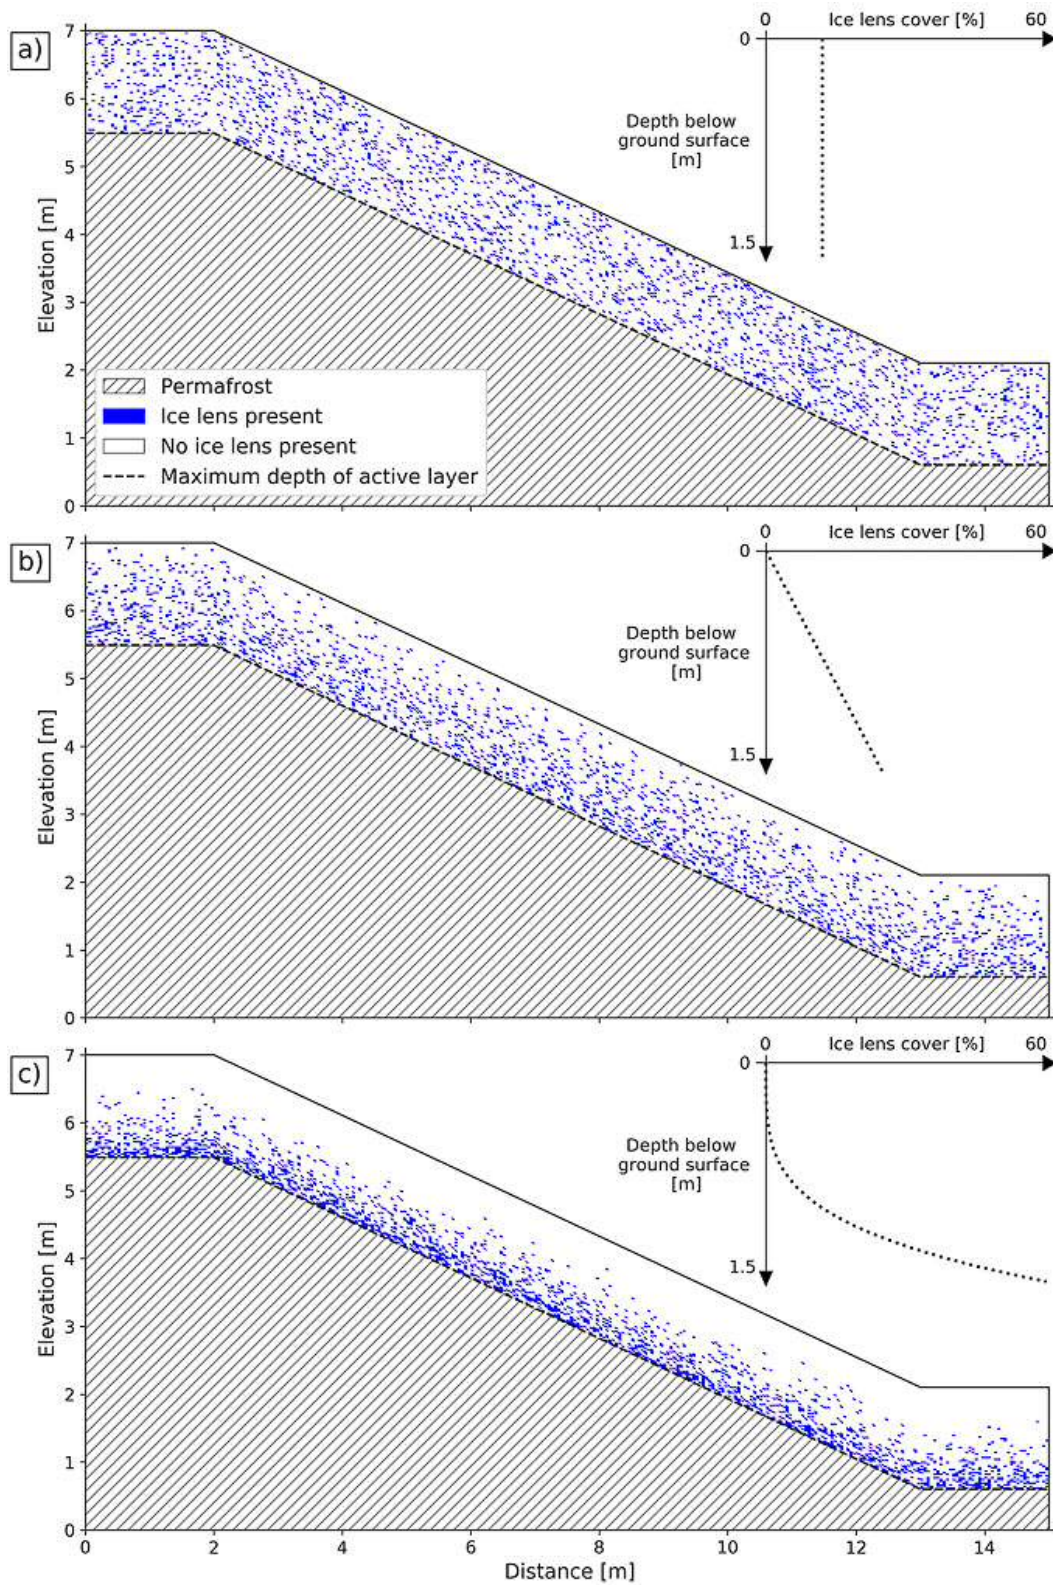 a)
7
6
5
4
3
2
1
0
Elevation [m]
0 Ice lens cover [%] 60
0
Depth below
ground surface
[m]
1.5
Permafrost
Ice lens present
No ice lens present
Maximum depth of active layer
b)
7
6
5
4
3
2
1
0
Elevation [m]
0 Ice lens cover [%] 60
0
Depth below
ground surface
[m]
1.5
c)
7
6
5
4
3
2
1
0
Elevation [m]
0 Ice lens cover [%] 60
0
Depth below
ground surface
[m]
1.5
0 2 4 6 8 10 12 14
Distance [m]